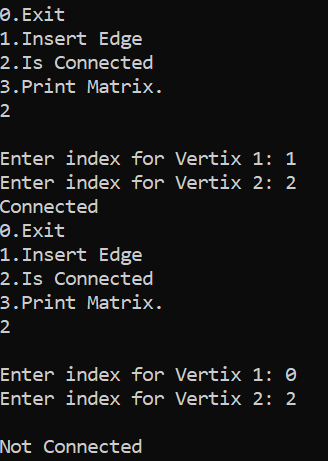 0.Exit
1.Insert Edge
2.Is Connected
3.Print Matrix.
2
Enter index for Vertix 1: 1
Enter index for Vertix 2: 2
Connected
0.Exit
1.Insert Edge
2.Is Connected
3.Print Matrix.
2
Enter index for Vertix 1: 0
Enter index for Vertix 2: 2
Not Connected